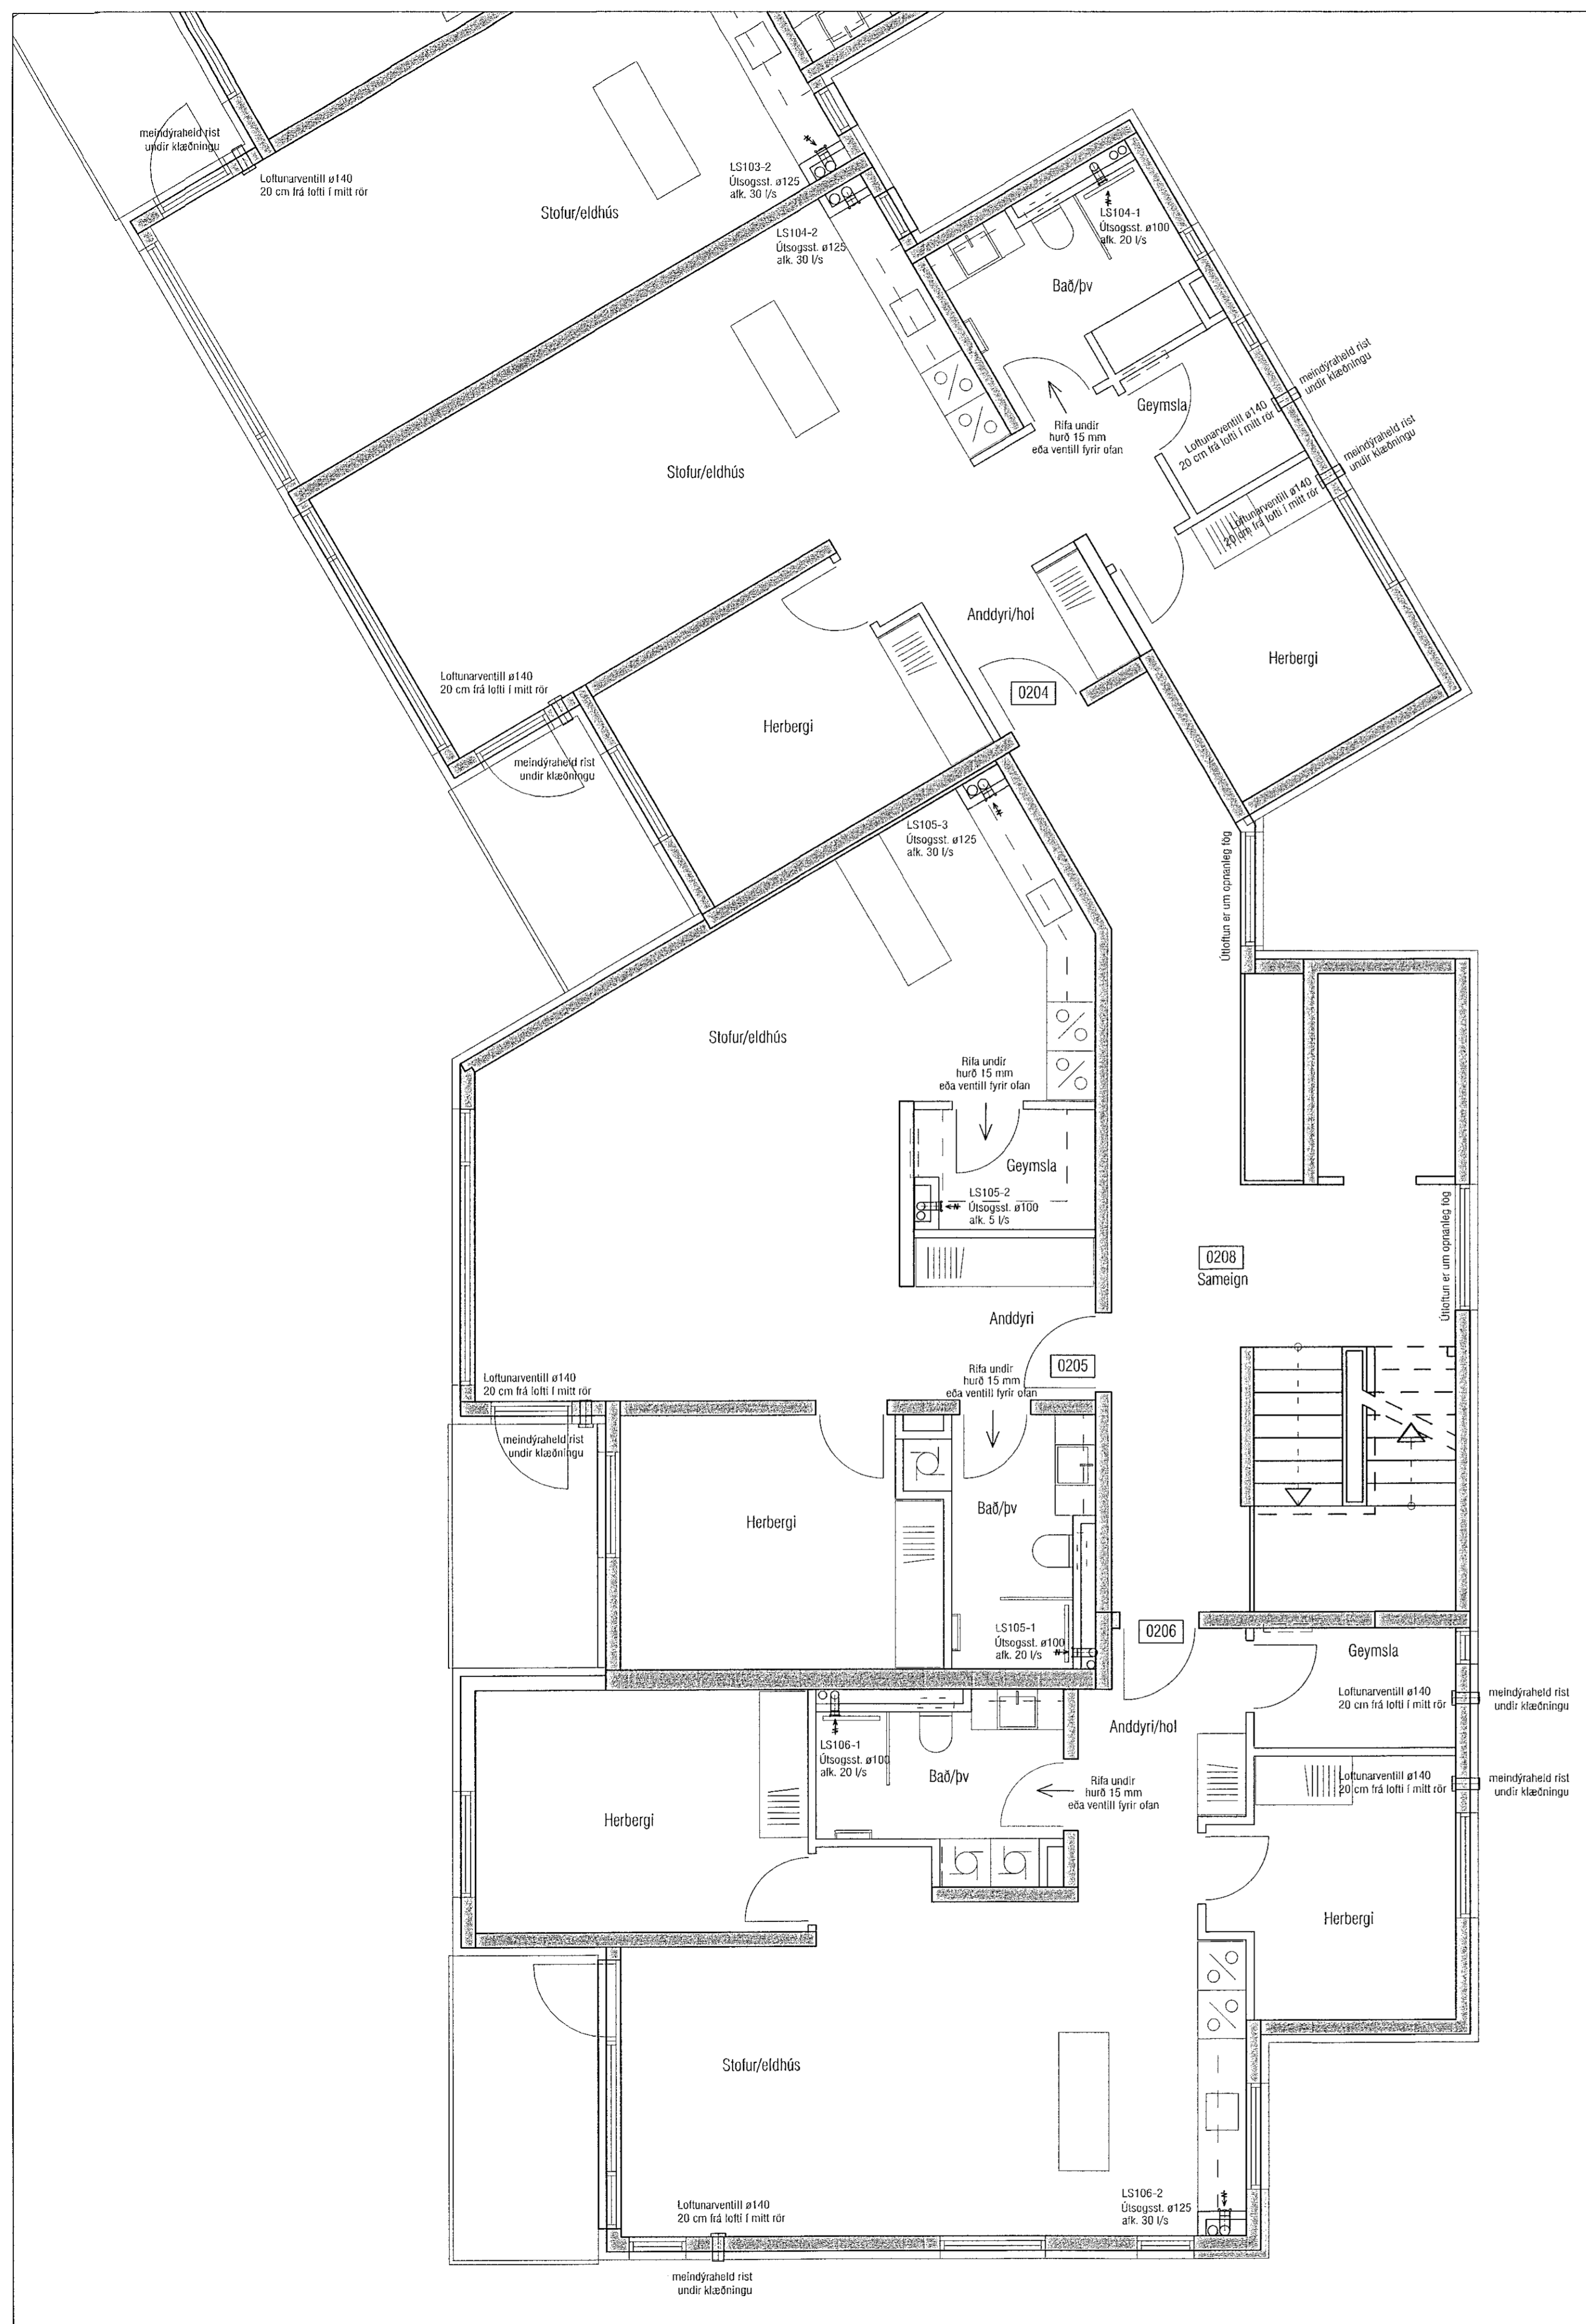 meindýraheld rist
undir klæðningu
Loftunarventill ø140
20 cm frá lofti í mitt rör
Stofur/eldhús
LS103-2
Útsogsst. ø125
afk. 30 l/s
LS104-2
Útsogsst. ø125
afk. 30 l/s
LS104-1
Útsogsst. ø100
afk. 20 l/s
Bað/þv
meindýraheld rist
undir klæðningu
Geymsla
Loftunarventill ø140
20 cm frá lofti í mitt rör
Rifa undir
hurð 15 mm
eða ventill fyrir ofan
meindýraheld rist
undir klæðningu
Loftunarventill ø140
20 cm frá lofti í mitt rör
Stofur/eldhús
Anddyri/hol
Herbergi
0204
Loftunarventill ø140
20 cm frá lofti í mitt rör
Herbergi
meindýraheld rist
undir klæðningu
LS105-3
Útsogsst. ø125
afk. 30 l/s
Útloftun er um opnanleg fög
Stofur/eldhús
Rifa undir
hurð 15 mm
eða ventill fyrir ofan
Geymsla
LS105-2
Útsogsst. ø100
afk. 5 l/s
0208
Sameign
Útloftun er um opnanleg fög
Anddyri
0205
Rifa undir
hurð 15 mm
eða ventill fyrir ofan
Loftunarventill ø140
20 cm frá lofti í mitt rör
meindýraheld rist
undir klæðningu
Herbergi
Bað/þv
LS105-1
Útsogsst. ø100
afk. 20 l/s
0206
Geymsla
Loftunarventill ø140
20 cm frá lofti í mitt rör
meindýraheld rist
undir klæðningu
Anddyri/hol
LS106-1
Útsogsst. ø100
afk. 20 l/s
Bað/þv
Rifa undir
hurð 15 mm
eða ventill fyrir ofan
Loftunarventill ø140
20 cm frá lofti í mitt rör
meindýraheld rist
undir klæðningu
Herbergi
Herbergi
Stofur/eldhús
LS106-2
Útsogsst. ø125
afk. 30 l/s
Loftunarventill ø140
20 cm frá lofti í mitt rör
meindýraheld rist
undir klæðningu